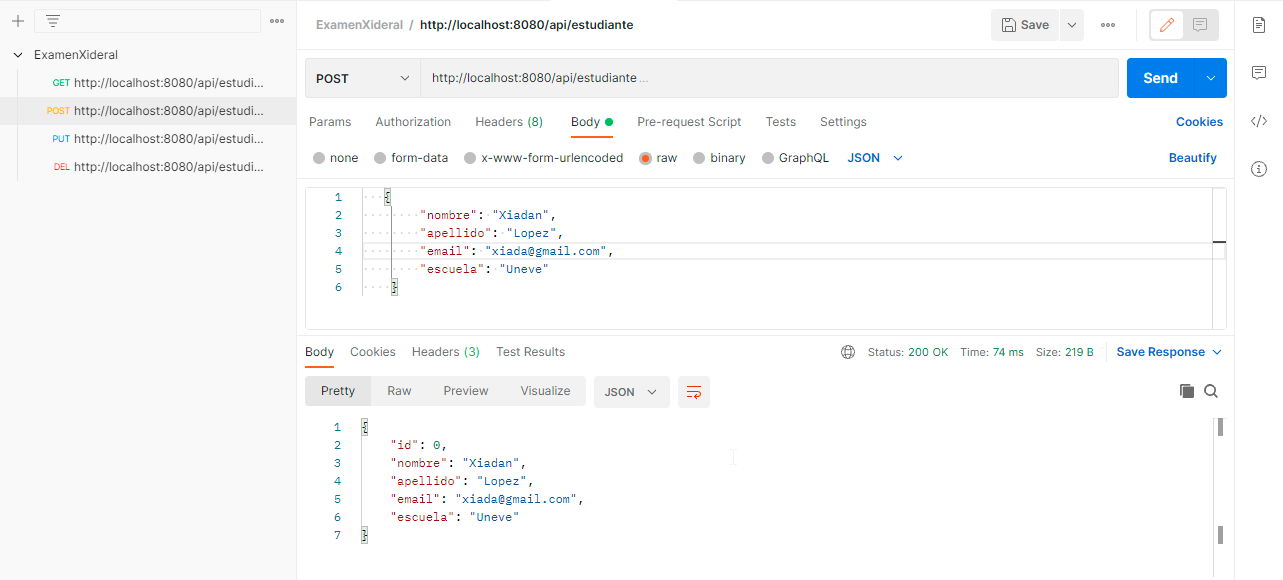 ExamenXideral
GET http://localhost:8080/api/estudi...
POST http://localhost:8080/api/estudi...
PUT http://localhost:8080/api/estudi...
DEL http://localhost:8080/api/estudi...
ExamenXideral / http://localhost:8080/api/estudiante
Save
POST
http://localhost:8080/api/estudiante ...
Send
Params Authorization Headers (8) Body Pre-request Script Tests Settings Cookies
none form-data x-www-form-urlencoded raw binary GraphQL JSON Beautify
1 {
2 "nombre": "Xiadan",
3 "apellido": "Lopez",
4 "email": "xiada@gmail.com",
5 "escuela": "Uneve"
6 }
Body Cookies Headers (3) Test Results Status: 200 OK Time: 74 ms Size: 219 B Save Response
Pretty Raw Preview Visualize JSON
1 {
2 "id": 0,
3 "nombre": "Xiadan",
4 "apellido": "Lopez",
5 "email": "xiada@gmail.com",
6 "escuela": "Uneve"
7 }